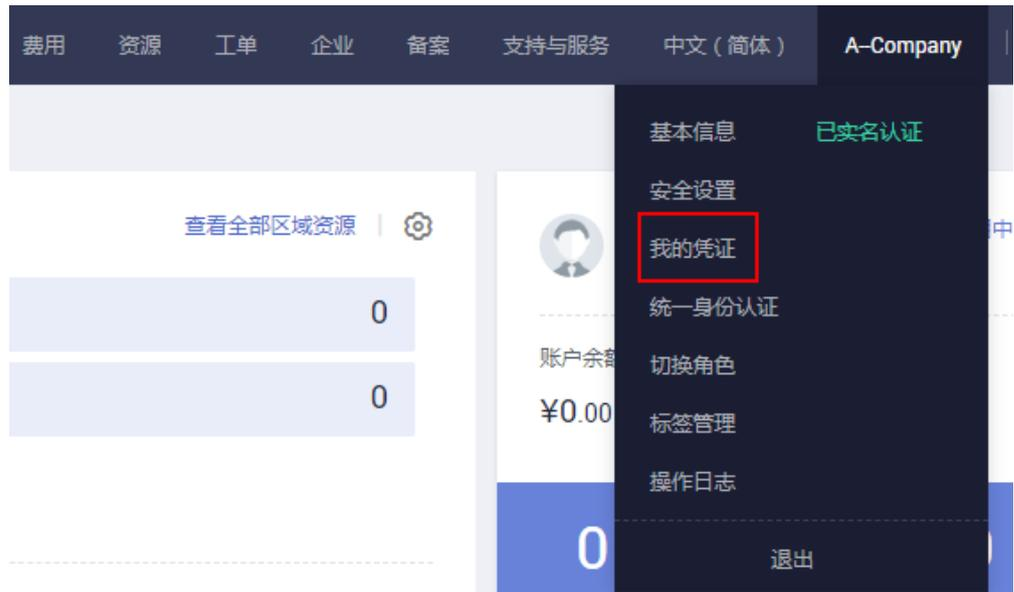 费用 资源 工单 企业 备案 支持与服务 中文（简体） A-Company
基本信息 已实名认证
安全设置
查看全部区域资源
我的凭证
中
0
统一身份认证
账户余额
切换角色
0
¥0.00
标签管理
操作日志
0
退出